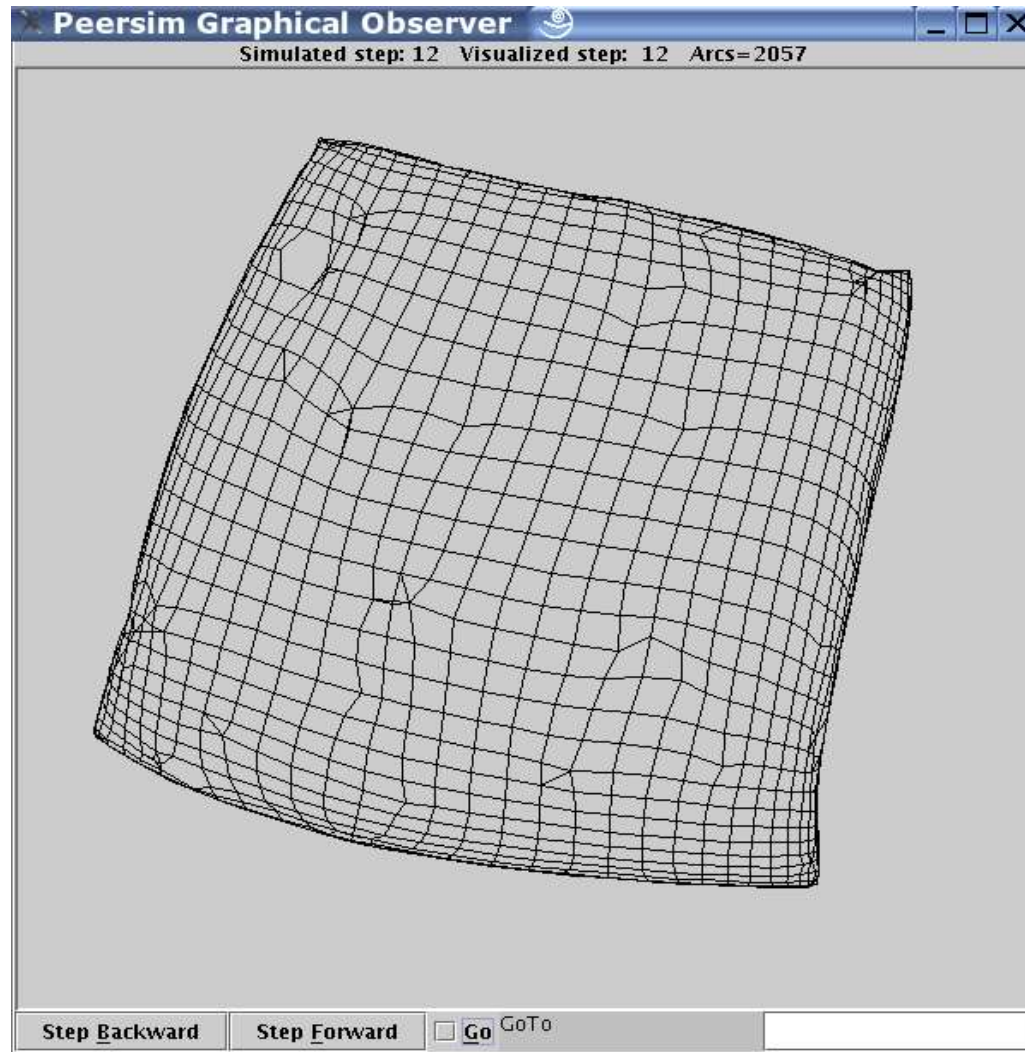 Peersim Graphical Observer
Simulated step: 12 Visualized step: 12 Arcs=2057
Step Backward Step Forward Go GoTo